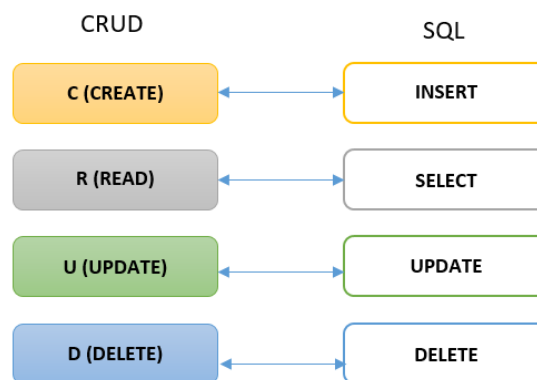 CRUD SQL
C (CREATE) INSERT
R (READ) SELECT
U (UPDATE) UPDATE
D (DELETE) DELETE